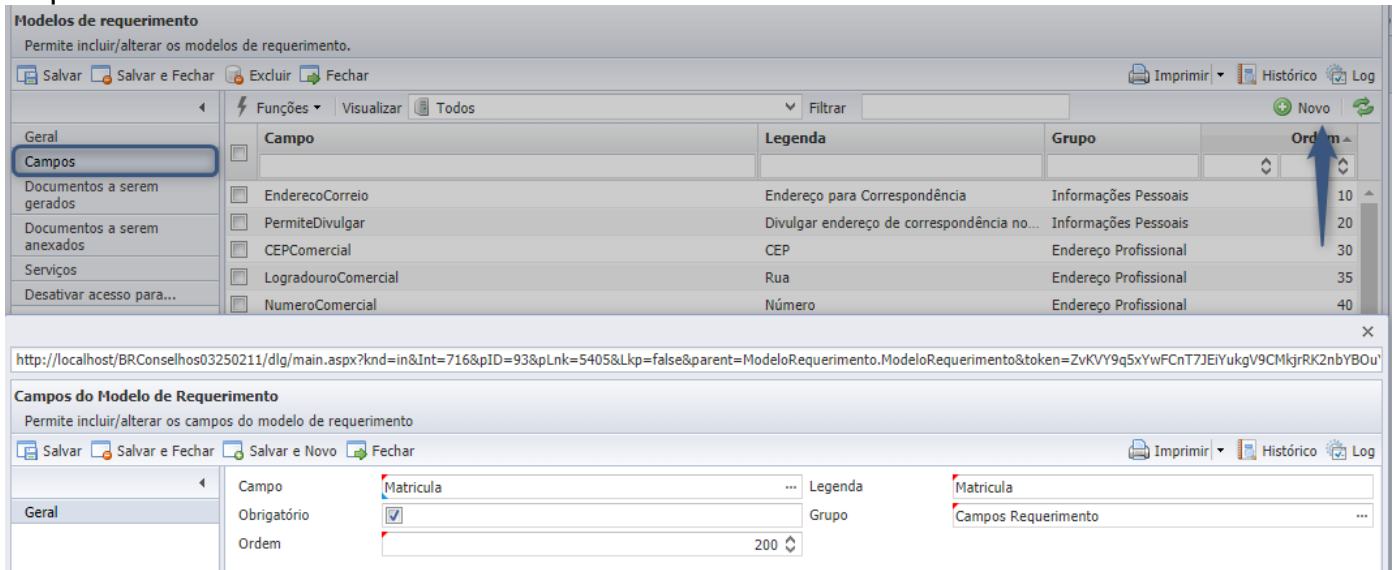 Modelos de requerimento
Permite incluir/alterar os modelos de requerimento.
Salvar Salvar e Fechar Excluir Fechar Imprimir Histórico Log
Funções Visualizar Todos Filtrar Novo
Geral
Campos
Documentos a serem
gerados
Documentos a serem
anexados
Serviços
Desativar acesso para...
Campo Legenda Grupo Ordem
EnderecoCorreio Endereço para Correspondência Informações Pessoais 10
PermiteDivulgar Divulgar endereço de correspondência no... Informações Pessoais 20
CEPComercial CEP Endereço Profissional 30
LogradouroComercial Rua Endereço Profissional 35
NumeroComercial Número Endereço Profissional 40
http://localhost/BRConselhos03250211/dlg/main.aspx?knd=in&Int=716&pID=93&pLnk=5405&Lkp=false&parent=ModeloRequerimento.ModeloRequerimento&token=ZvKVY9q5xYwFCnT7JEiYukgV9CMkjrRK2nbYBOu
Campos do Modelo de Requerimento
Permite incluir/alterar os campos do modelo de requerimento
Salvar Salvar e Fechar Salvar e Novo Fechar Imprimir Histórico Log
Geral
Campo Matricula ... Legenda Matricula
Obrigatório Grupo Campos Requerimento ...
Ordem 200